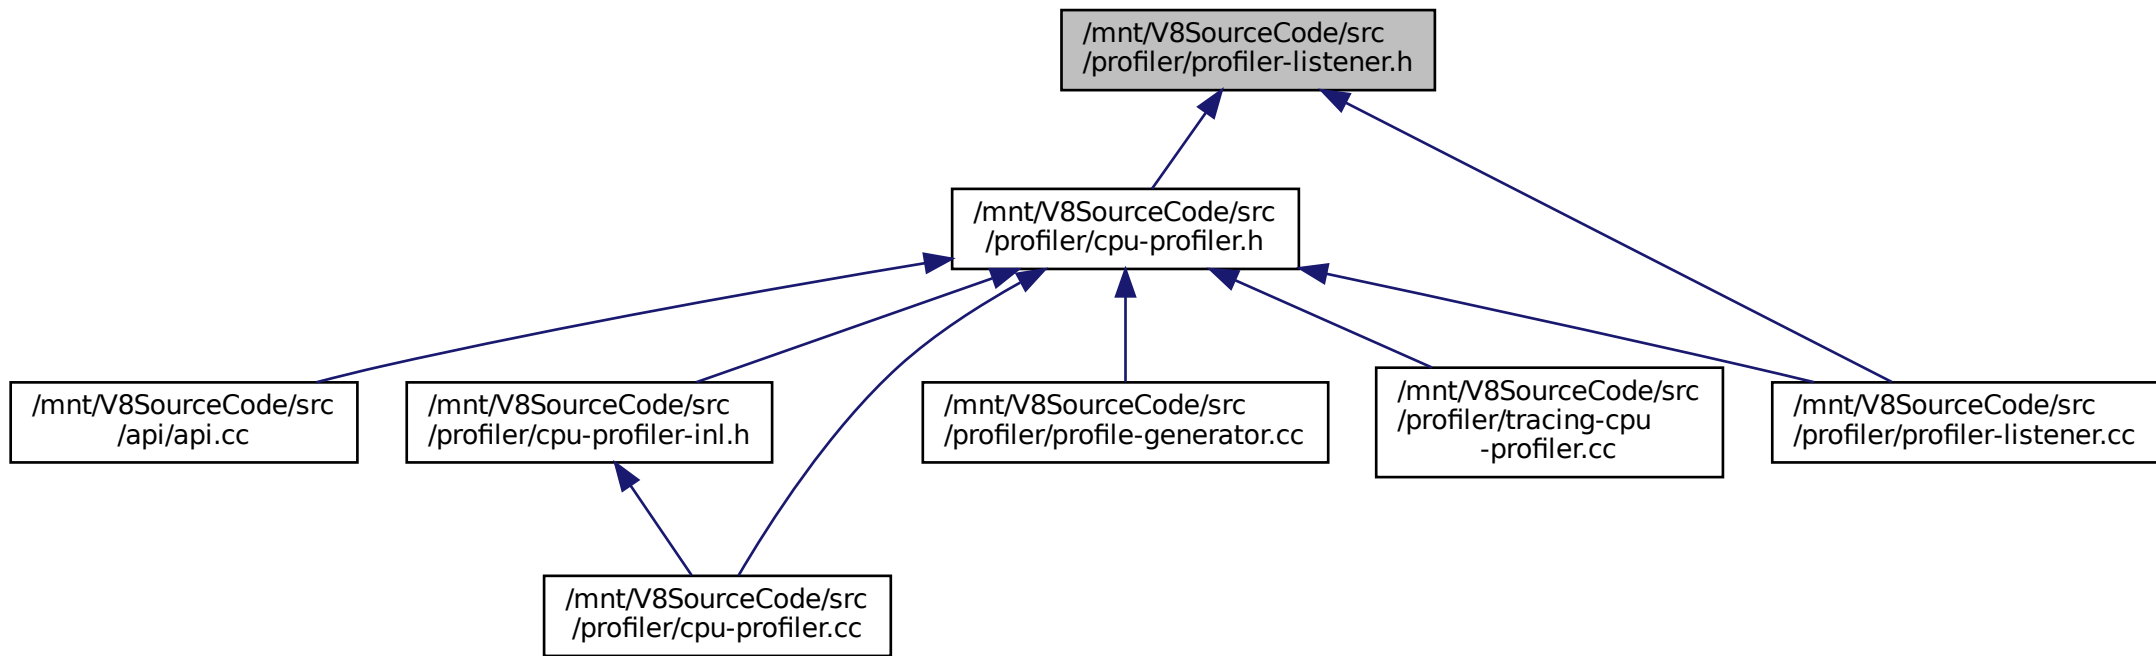 /mnt/V8SourceCode/src
/profiler/profiler-listener.h
/mnt/V8SourceCode/src
/profiler/cpu-profiler.h
/mnt/V8SourceCode/src
/api/api.cc
/mnt/V8SourceCode/src
/profiler/cpu-profiler-inl.h
/mnt/V8SourceCode/src
/profiler/profile-generator.cc
/mnt/V8SourceCode/src
/profiler/tracing-cpu
-profiler.cc
/mnt/V8SourceCode/src
/profiler/profiler-listener.cc
/mnt/V8SourceCode/src
/profiler/cpu-profiler.cc